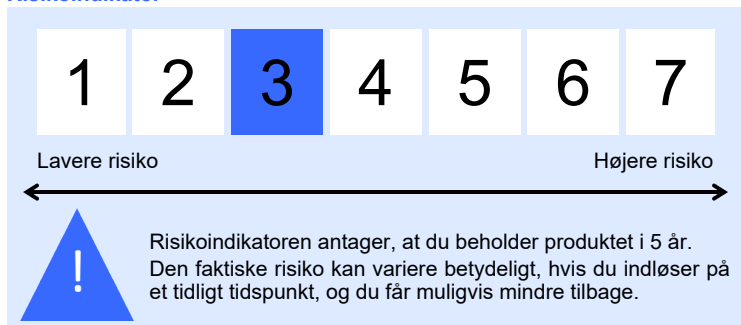 Risikoindikator
1 2 3 4 5 6 7
Lavere risiko Højere risiko
!
Risikoindikatoren antager, at du beholder produktet i 5 år.
Den faktiske risiko kan variere betydeligt, hvis du indløser på
et tidligt tidspunkt, og du får muligvis mindre tilbage.